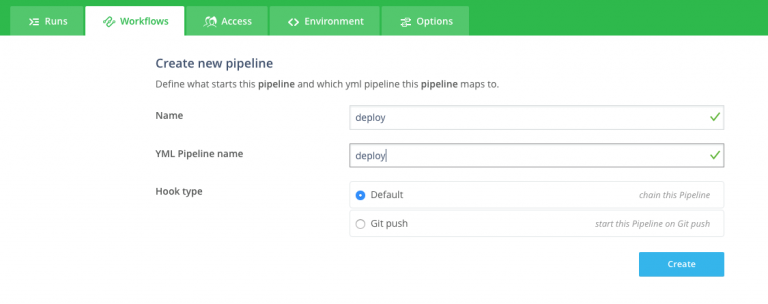 Runs Workflows Access Environment Options
Create new pipeline
Define what starts this pipeline and which yml pipeline this pipeline maps to.
Name deploy
YML Pipeline name deploy
Hook type Default chain this Pipeline
Git push start this Pipeline on Git push
Create